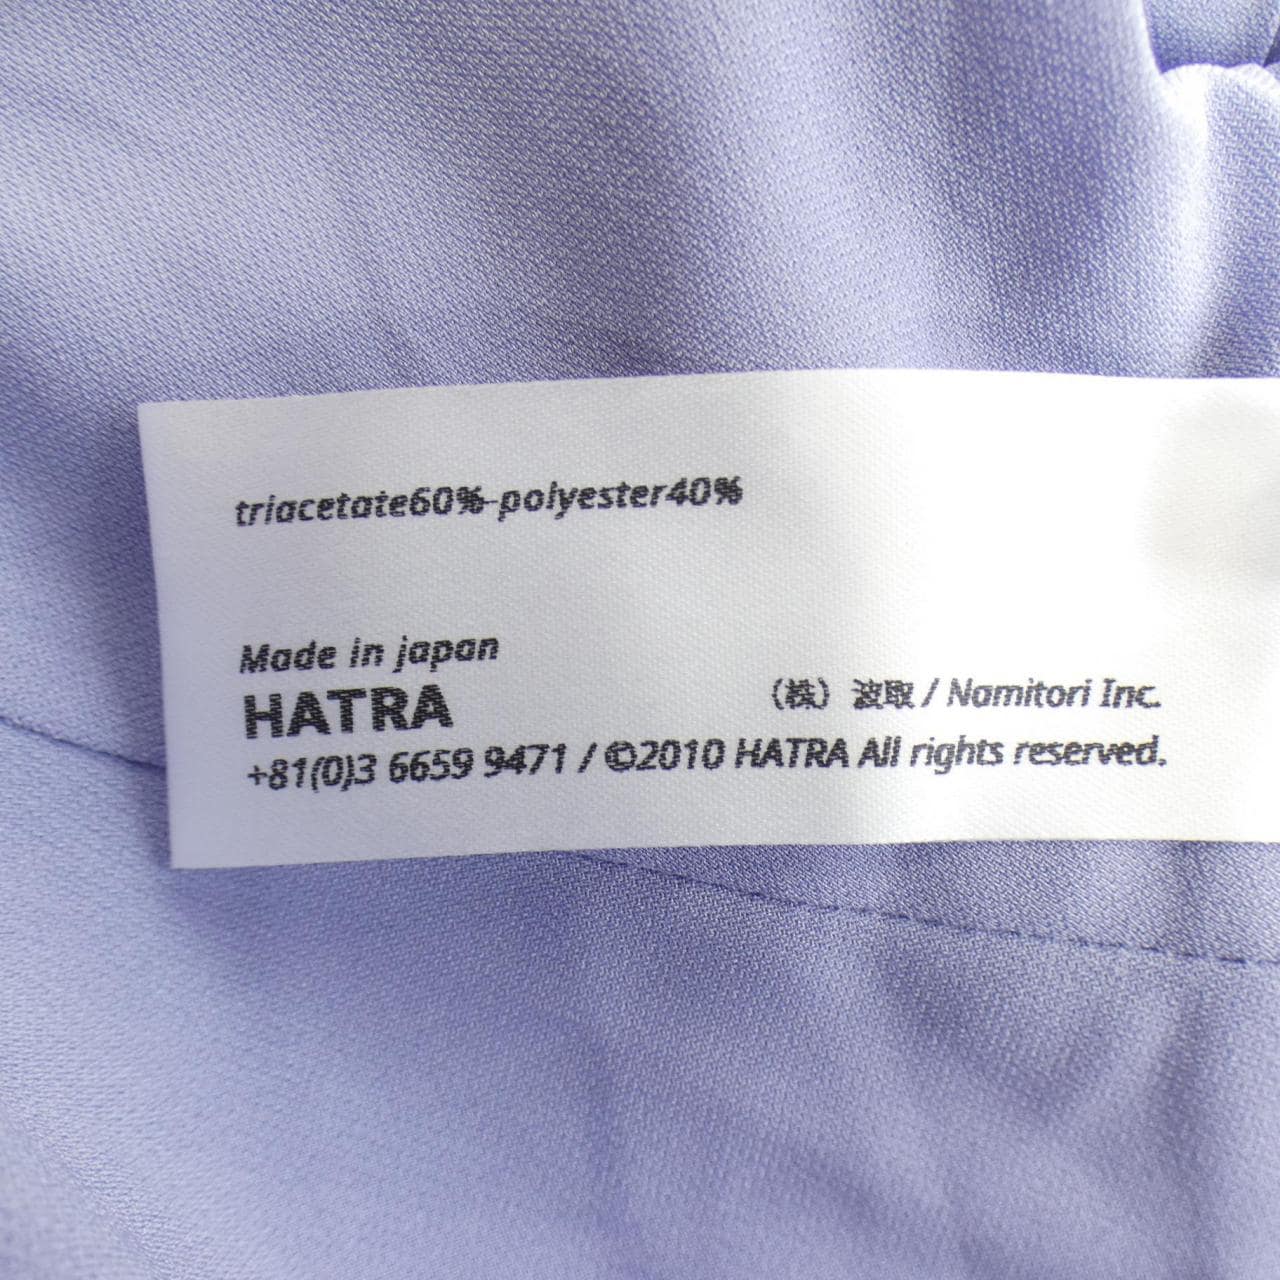 triacetate60%-polyester40%
Made in japan
HATRA
(株) 波取 / Namitori Inc.
+81(0)3 6659 9471 / ©2010 HATRA All rights reserved.